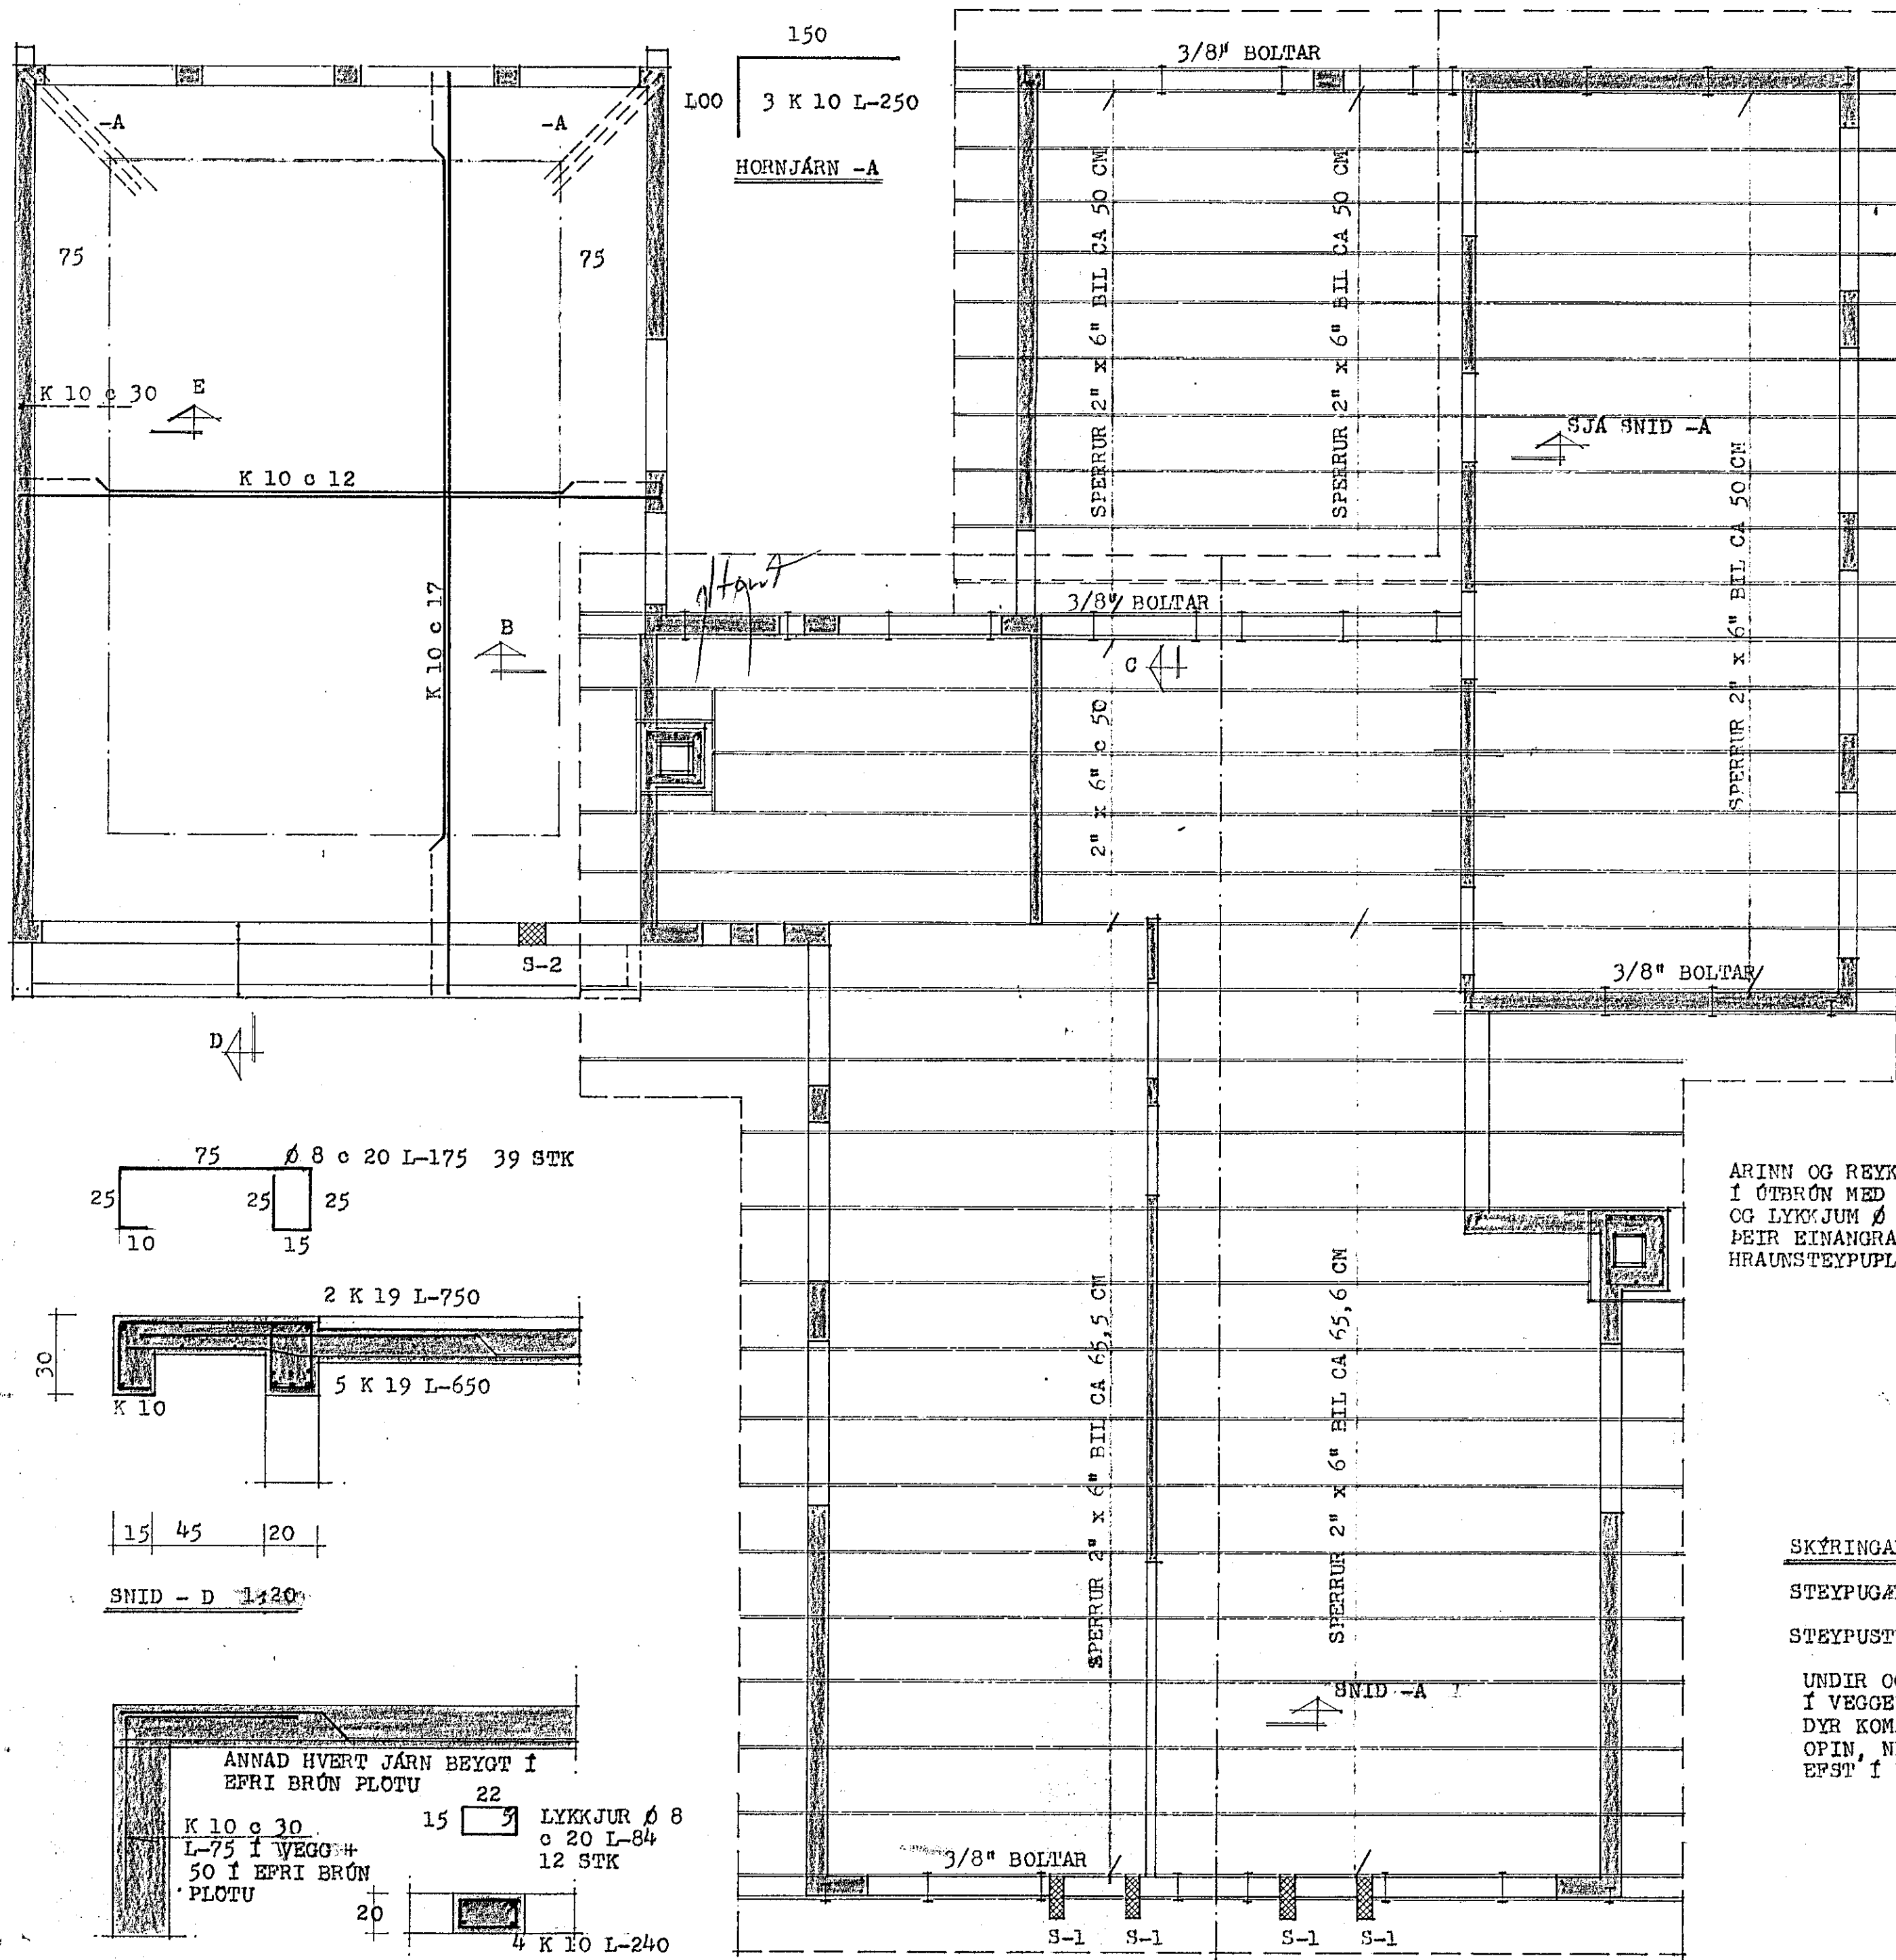 150
LOO
3 K 10 L-250
HORNJÁRN -A
3/8" BOLTAR
-A
-A
75
75
K 10 c 30
E
K 10 c 12
K 10 c 17
B
S-2
D
SPERRUR 2" x 6" BIL CA 50 CM
SPERRUR 2" x 6" BIL CA 50 CM
SJÁ SNID -A
SPERRUR 2" x 6" BIL CA 50 CM
3/8" BOLTAR
C
2" x 6" c 50
3/8" BOLTAR
75
Ø 8 c 20 L-175 39 STK
25
25
25
10
15
2 K 19 L-750
30
5 K 19 L-650
K 10
15
45
20
SNID - D 1:20
ARINN OG REYK
Í ÚTBRÚN MED
OG LYKKJUM Ø
ÞEIR EINANGRA
HRAUNSTEYPUPL
SPERRUR 2" x 6" BIL CA 65,5 CM
SPERRUR 2" x 6" BIL CA 65,6 CM
SNID -A
SKÝRINGA
STEYPUGÆ
STEYPUST
UNDIR OG
Í VEGGE
DYR KOM
OPIN, N
EFST Í
ANNAD HVERT JÁRN BEYGT Í
EFRI BRÚN PLÖTU
K 10 c 30
L-75 Í VEGG +
50 Í EFRI BRÚN
PLÖTU
22
15
5
LYKKJUR Ø 8
c 20 L-84
12 STK
20
4 K 10 L-240
3/8" BOLTAR
S-1
S-1
S-1
S-1